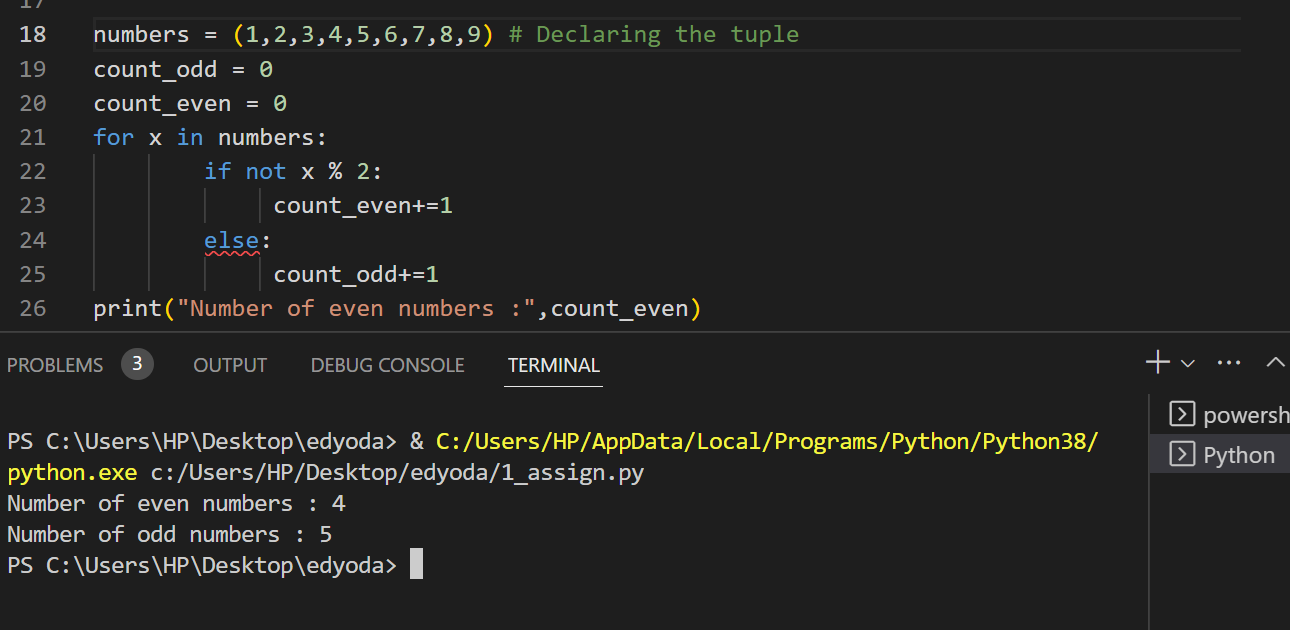 17
18 numbers = (1,2,3,4,5,6,7,8,9) # Declaring the tuple
19 count_odd = 0
20 count_even = 0
21 for x in numbers:
22 if not x % 2:
23 count_even+=1
24 else:
25 count_odd+=1
26 print("Number of even numbers :",count_even)
PROBLEMS 3 OUTPUT DEBUG CONSOLE TERMINAL
PS C:\Users\HP\Desktop\edyoda> & C:/Users/HP/AppData/Local/Programs/Python/Python38/
python.exe c:/Users/HP/Desktop/edyoda/1_assign.py
Number of even numbers : 4
Number of odd numbers : 5
PS C:\Users\HP\Desktop\edyoda>
powersh
Python